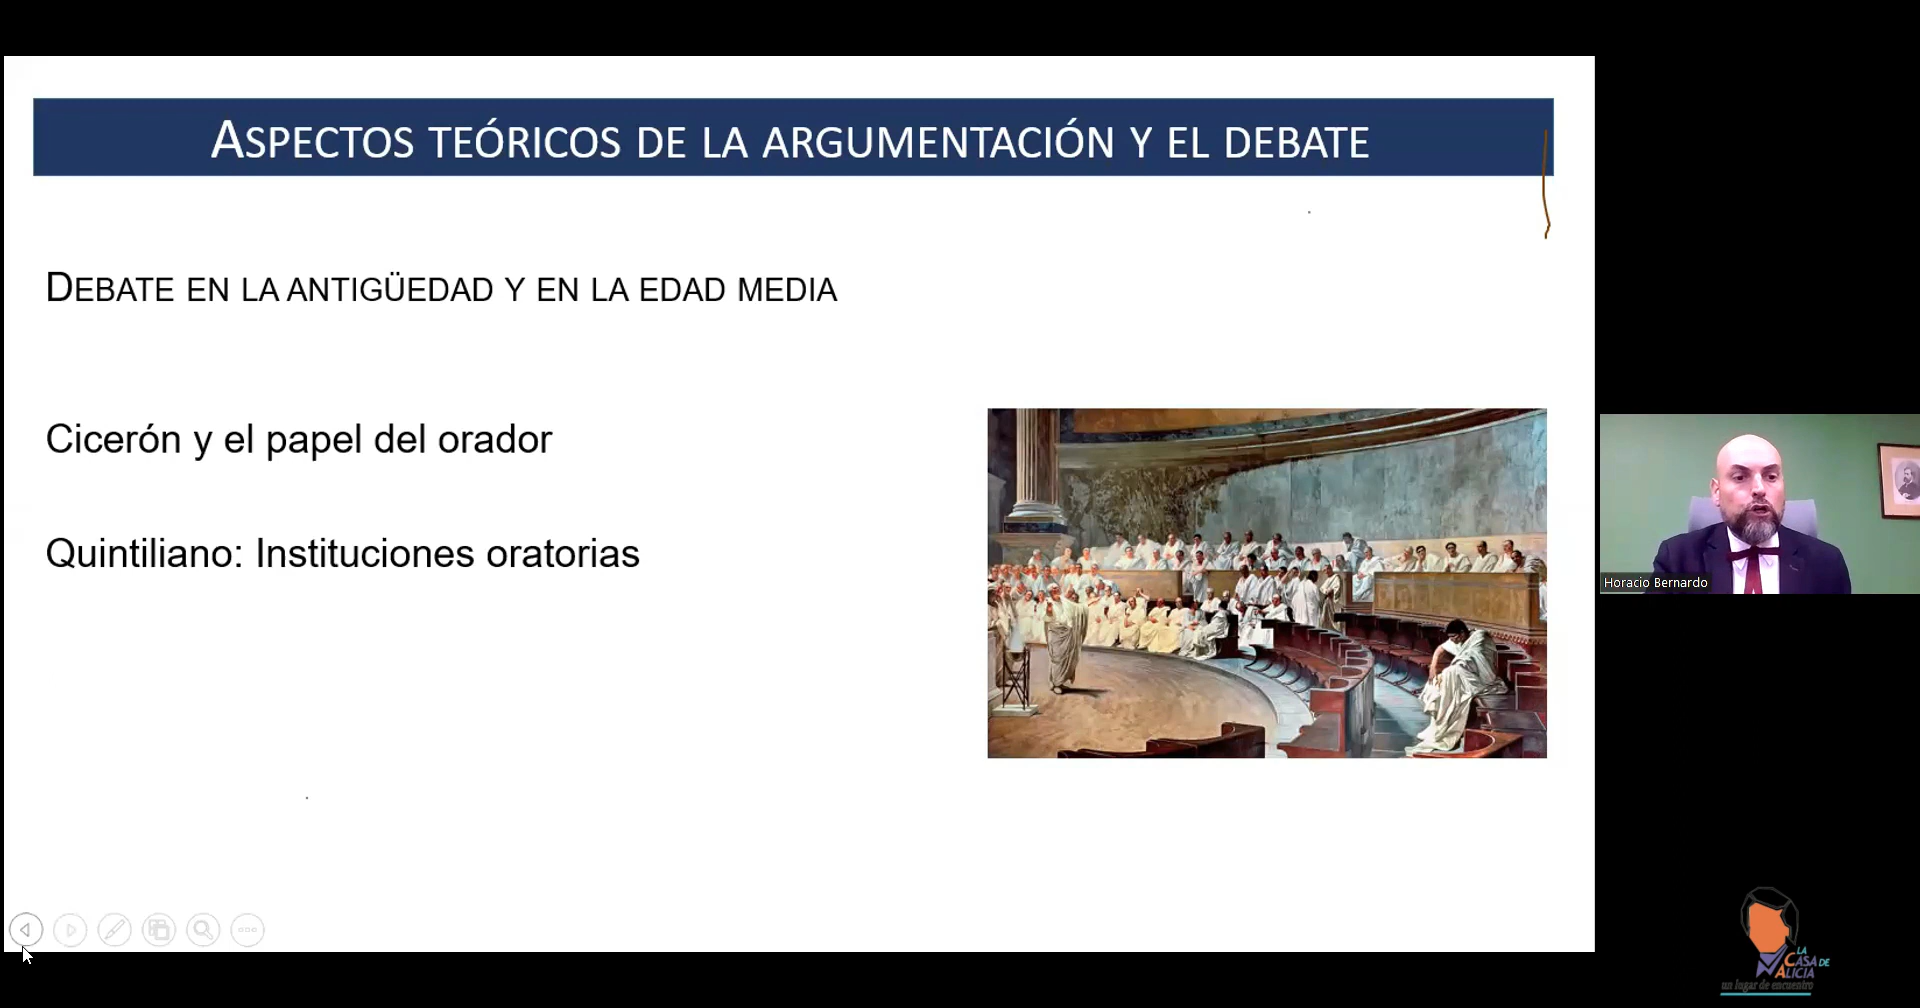 ASPECTOS TEÓRICOS DE LA ARGUMENTACIÓN Y EL DEBATE
DEBATE EN LA ANTIGÜEDAD Y EN LA EDAD MEDIA
Cicerón y el papel del orador
Quintiliano: Instituciones oratorias
Horacio Bernardo
LA
CASA DE
ALICIA
un lugar de encuentro